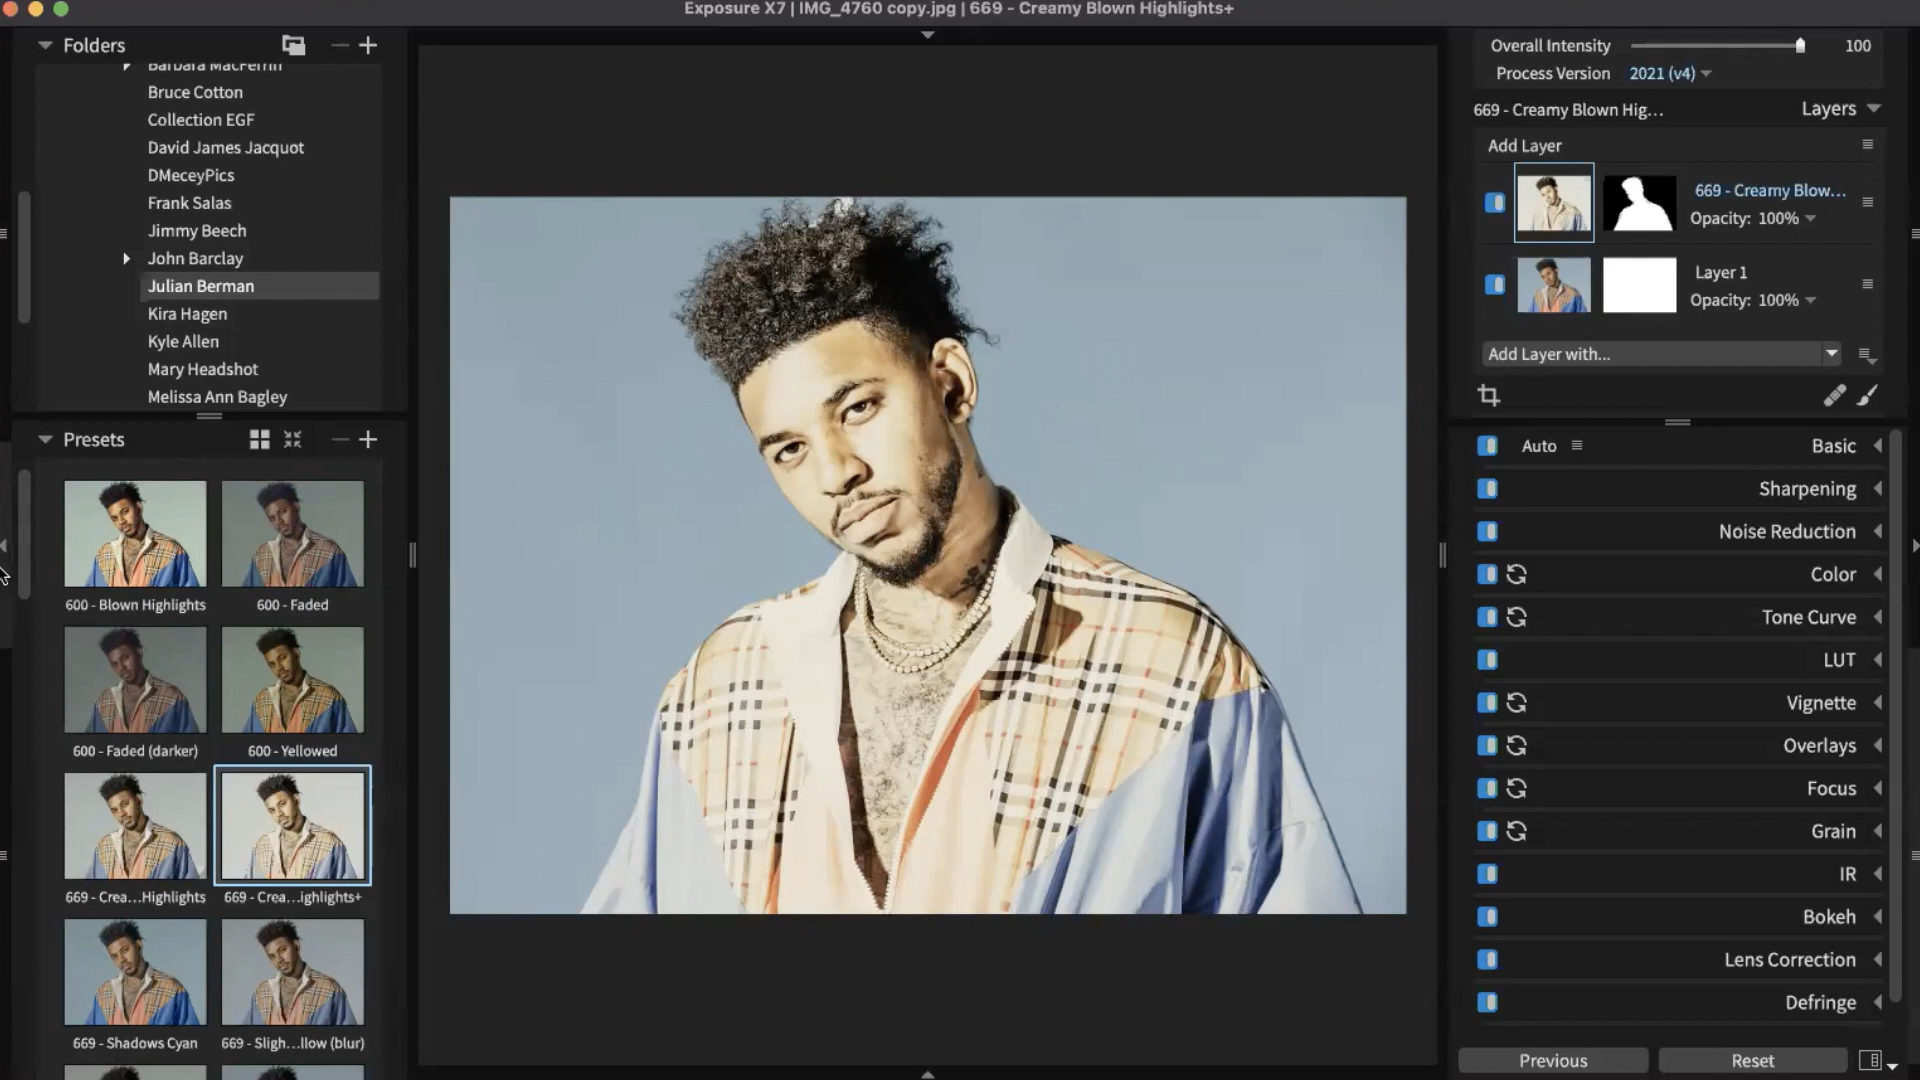 Exposure X7 | IMG_4760 copy.jpg | 669 - Creamy Blown Highlights+
Folders
Barbara MacFerrin
Bruce Cotton
Collection EGF
David James Jacquot
DMeceyPics
Frank Salas
Jimmy Beech
John Barclay
Julian Berman
Kira Hagen
Kyle Allen
Mary Headshot
Melissa Ann Bagley
Presets
600 - Blown Highlights
600 - Faded
600 - Faded (darker)
600 - Yellowed
669 - Crea...Highlights
669 - Crea...ighlights+
669 - Shadows Cyan
669 - Sligh...llow (blur)
Overall Intensity 100
Process Version 2021 (v4)
669 - Creamy Blown Hig... Layers
Add Layer
669 - Creamy Blow...
Opacity: 100%
Layer 1
Opacity: 100%
Add Layer with...
Auto Basic
Sharpening
Noise Reduction
Color
Tone Curve
LUT
Vignette
Overlays
Focus
Grain
IR
Bokeh
Lens Correction
Defringe
Previous Reset